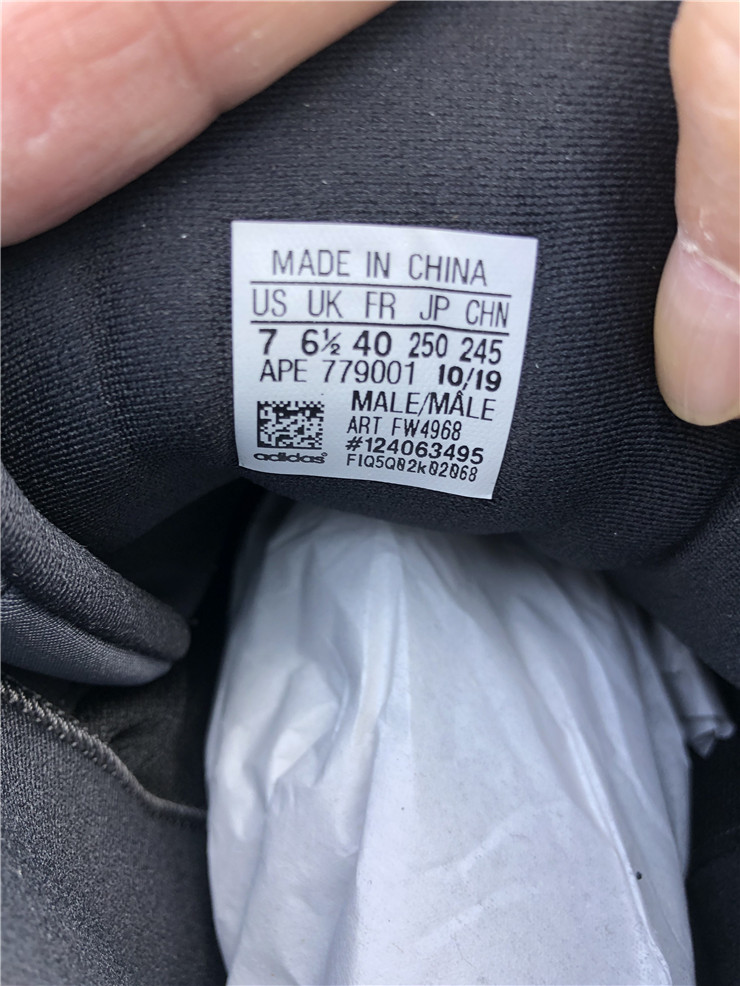 MADE IN CHINA
US UK FR JP CHN
7 6½ 40 250 245
APE 779001 10/19
MALE/MÂLE
ART FW4968
#124063495
adidas®
FIQ5Q02k02068